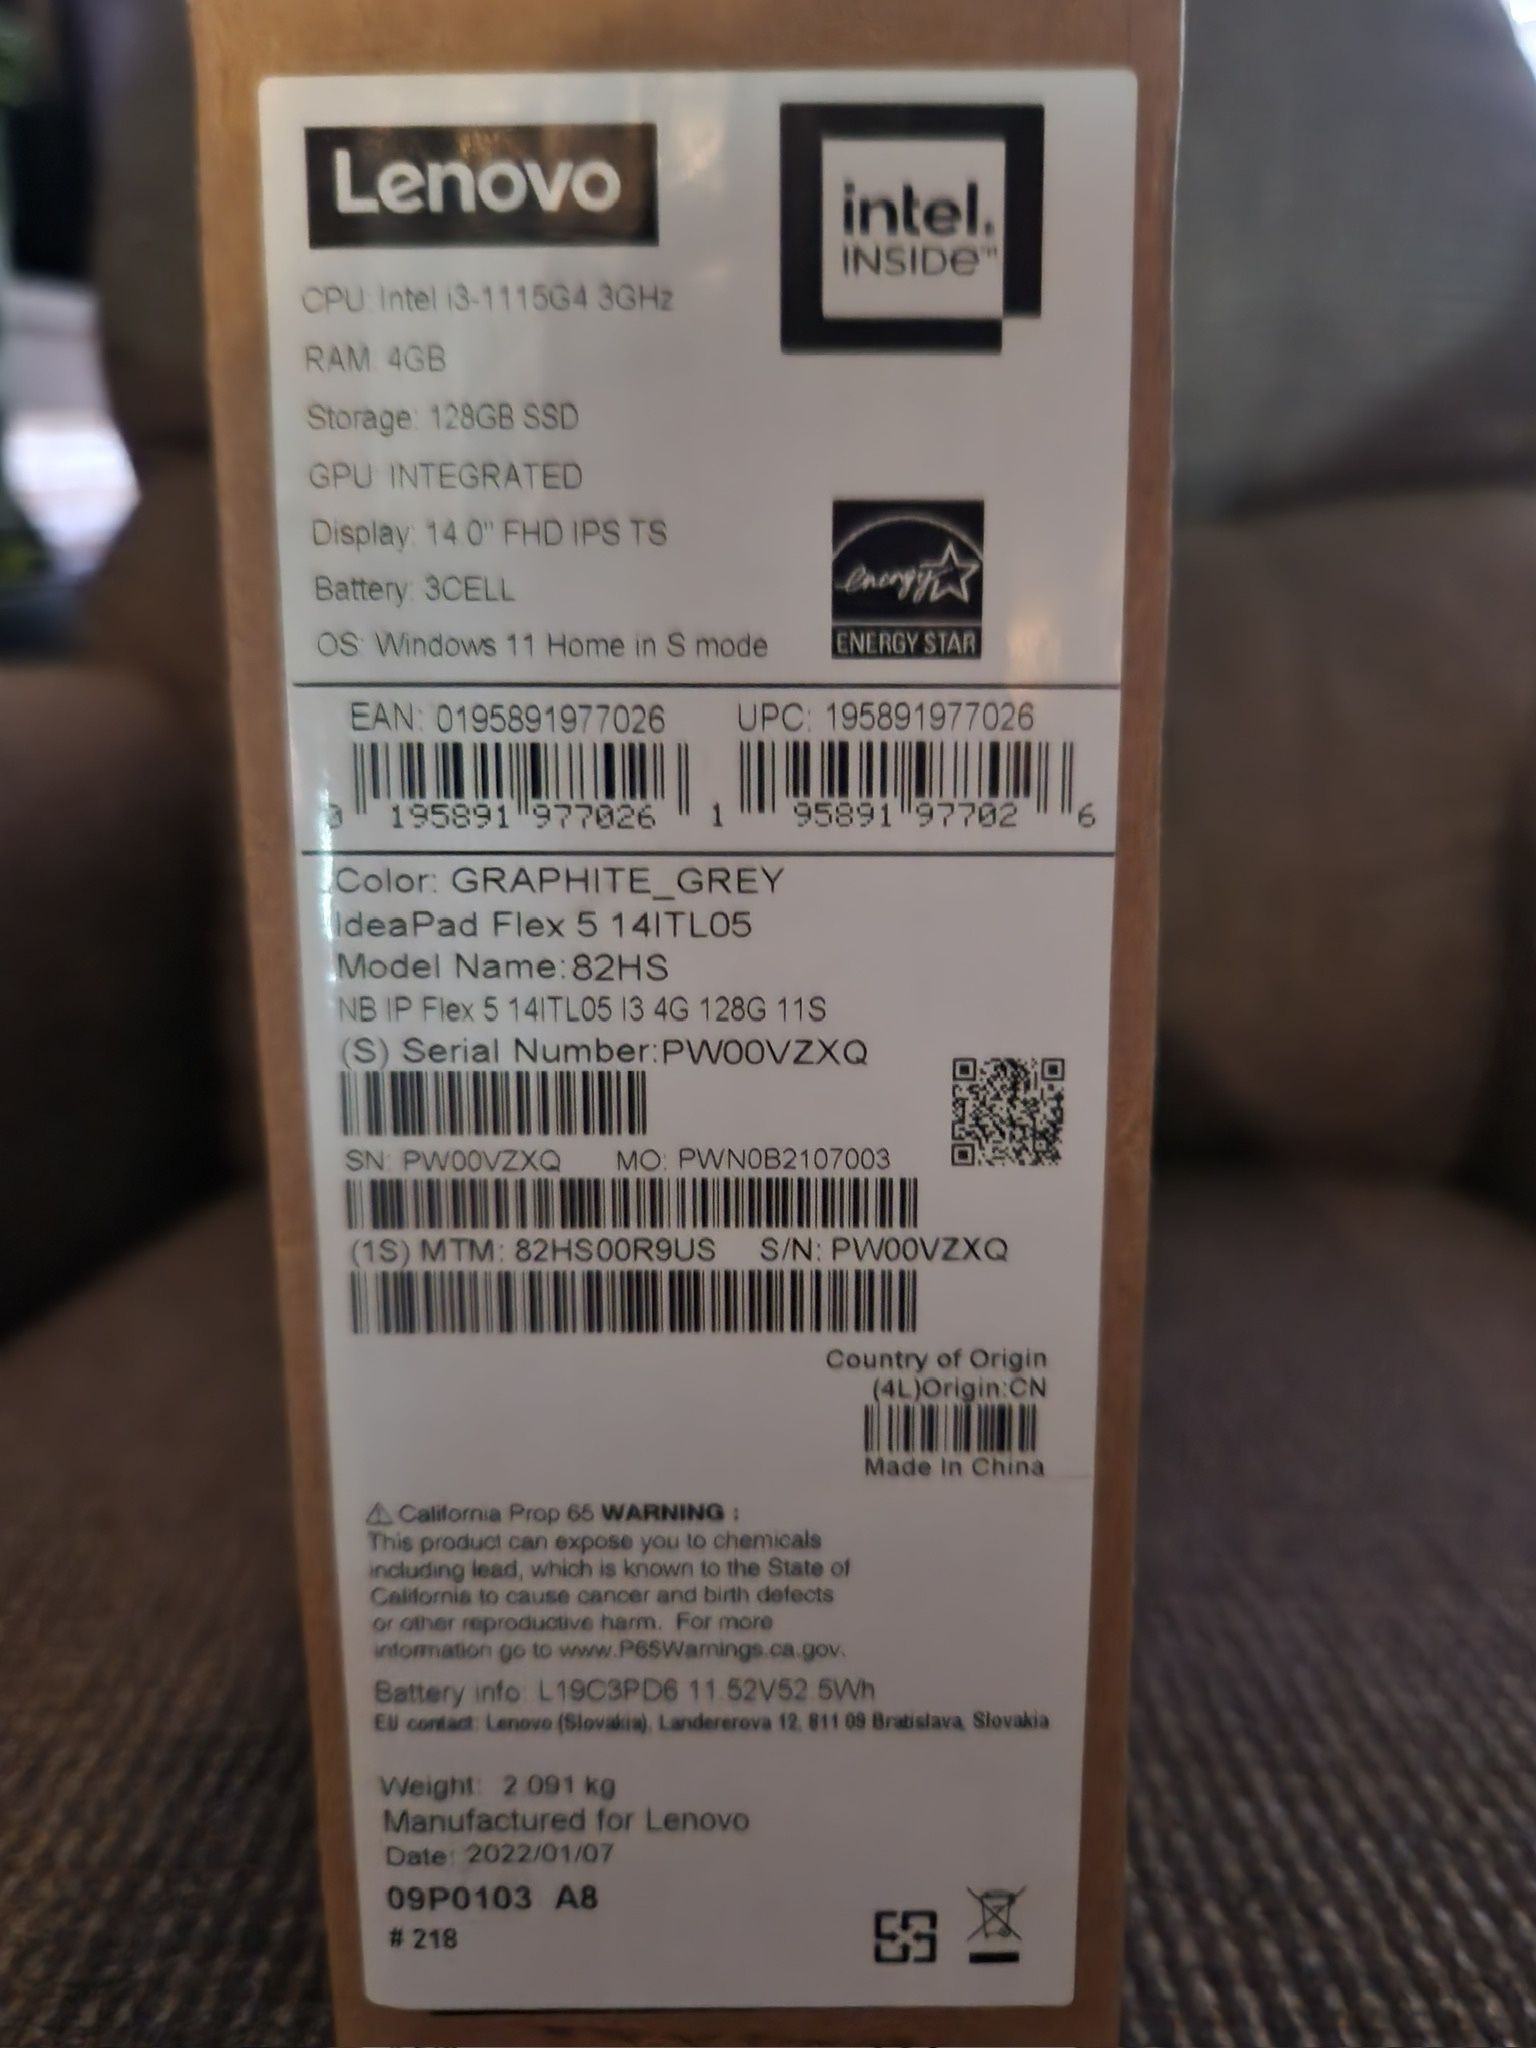 Lenovo
intel.
INSIDe™
CPU: Intel i3-1115G4 3GHz
RAM: 4GB
Storage: 128GB SSD
GPU: INTEGRATED
Display: 14.0" FHD IPS TS
Battery: 3CELL
OS: Windows 11 Home in S mode
energy
ENERGY STAR
EAN: 0195891977026 UPC: 195891977026
0 195891 977026 1 95891 97702 6
Color: GRAPHITE_GREY
IdeaPad Flex 5 14ITL05
Model Name:82HS
NB IP Flex 5 14ITL05 I3 4G 128G 11S
(S) Serial Number:PW00VZXQ
SN: PW00VZXQ MO: PWN0B2107003
(1S) MTM: 82HS00R9US S/N: PW00VZXQ
Country of Origin
(4L)Origin:CN
Made In China
⚠ California Prop 65 WARNING :
This product can expose you to chemicals
including lead, which is known to the State of
California to cause cancer and birth defects
or other reproductive harm. For more
information go to www.P65Warnings.ca.gov.
Battery info: L19C3PD6 11.52V52.5Wh
EU contact: Lenovo (Slovakia), Landererova 12, 811 09 Bratislava, Slovakia
Weight: 2.091 kg
Manufactured for Lenovo
Date: 2022/01/07
09P0103 A8
# 218